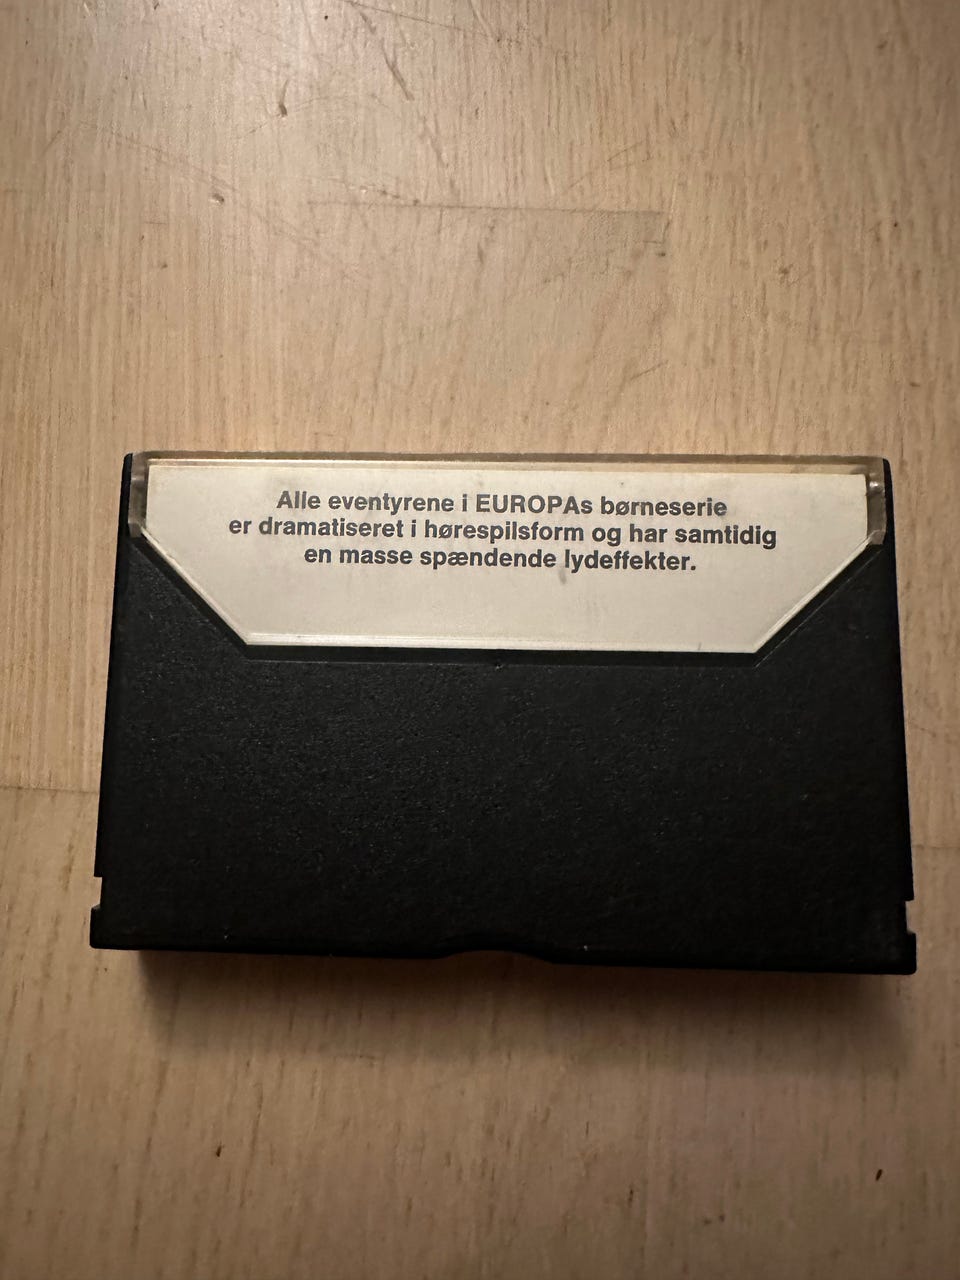 Alle eventyrene i EUROPAs børneserie
er dramatiseret i hørespilsform og har samtidig
en masse spændende lydeffekter.